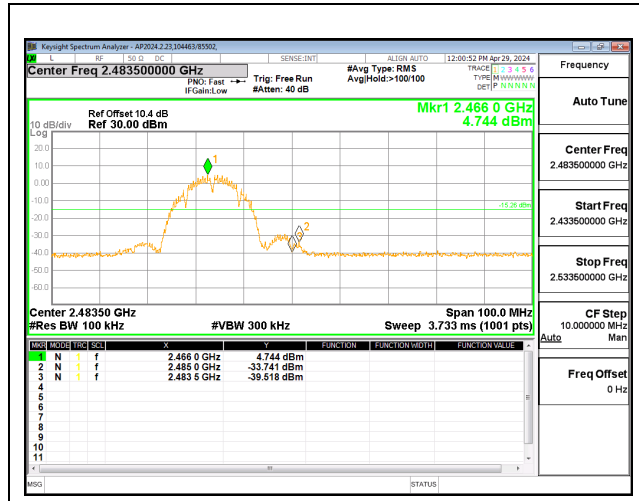 Keysight Spectrum Analyzer - AP2024.2.23,104463/85502,
L RF 50 Ω DC SENSE:INT ALIGN AUTO 12:00:52 PM Apr 29, 2024
Center Freq 2.483500000 GHz
PNO: Fast
IFGain:Low
Trig: Free Run
#Atten: 40 dB
#Avg Type: RMS
Avg|Hold:>100/100
TRACE 1 2 3 4 5 6
TYPE M WWWWW
DET P N N N N N
Frequency
Auto Tune
Center Freq
2.483500000 GHz
Start Freq
2.433500000 GHz
Stop Freq
2.533500000 GHz
CF Step
10.000000 MHz
Auto Man
Freq Offset
0 Hz
Mkr1 2.466 0 GHz
4.744 dBm
Ref Offset 10.4 dB
10 dB/div Ref 30.00 dBm
Log
20.0
10.0
0.00
-10.0
-20.0
-30.0
-40.0
-50.0
-60.0
1
2
-15.26 dBm
Center 2.48350 GHz Span 100.0 MHz
#Res BW 100 kHz #VBW 300 kHz Sweep 3.733 ms (1001 pts)
MKR MODE TRC SCL X Y FUNCTION FUNCTION WIDTH FUNCTION VALUE
1 N 1 f 2.466 0 GHz 4.744 dBm
2 N 1 f 2.485 0 GHz -33.741 dBm
3 N 1 f 2.483 5 GHz -39.518 dBm
4
5
6
7
8
9
10
11
MSG STATUS